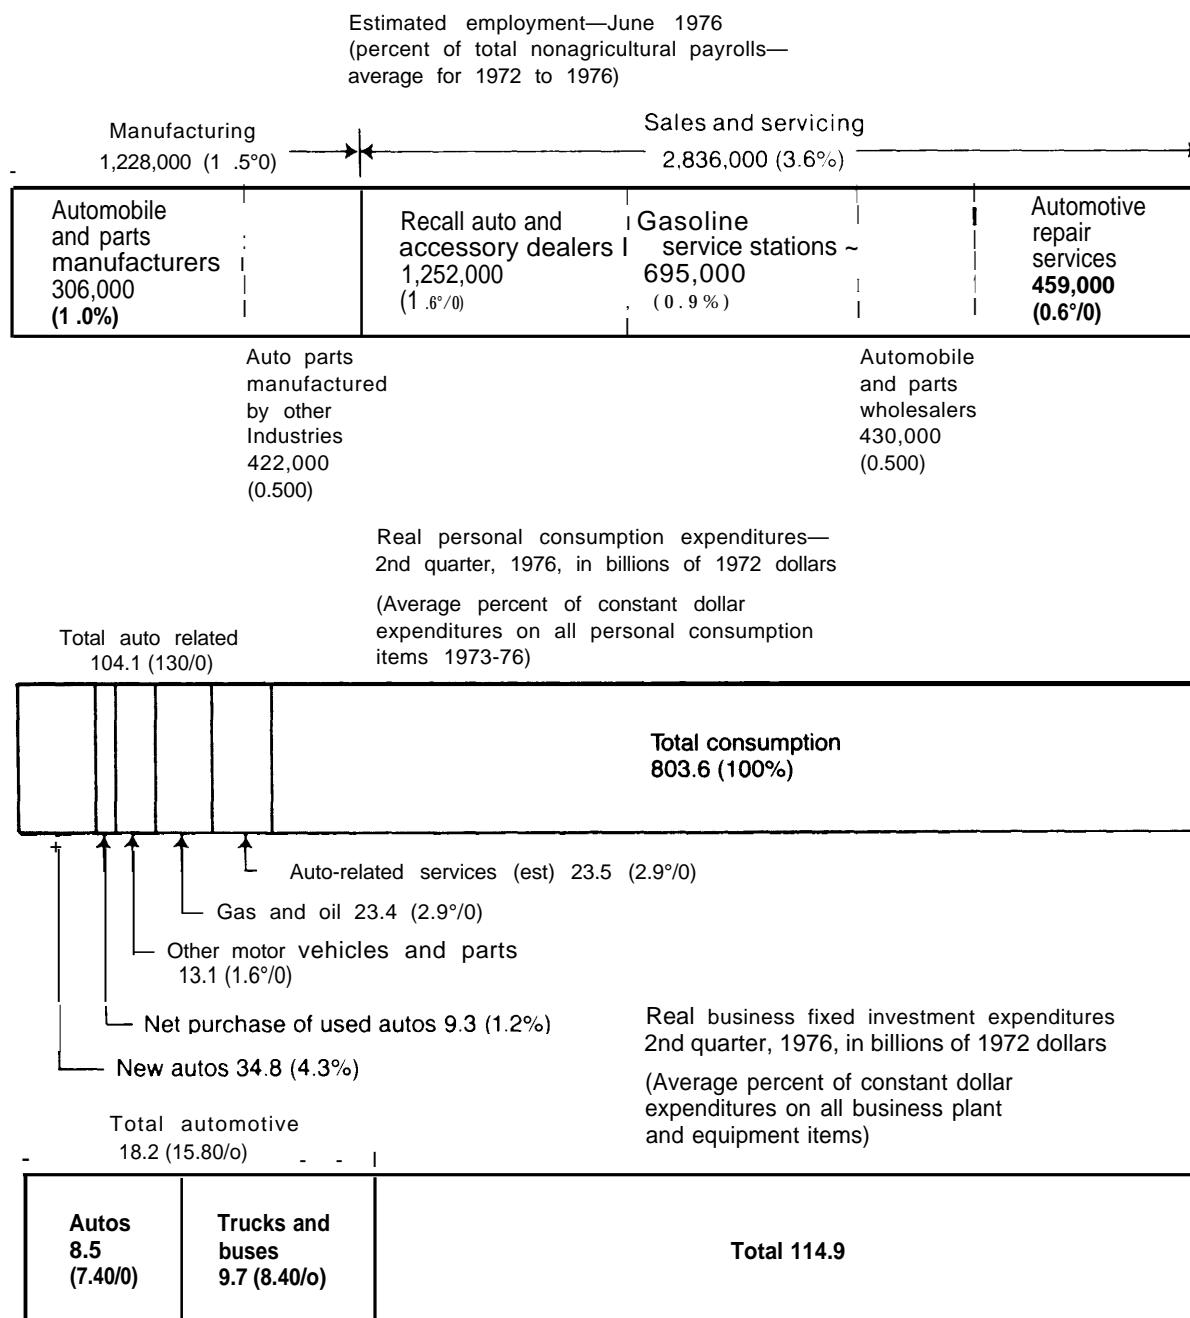 Estimated employment—June 1976
(percent of total nonagricultural payrolls—
average for 1972 to 1976)
Manufacturing
1,228,000 (1 .5°0)
Sales and servicing
2,836,000 (3.6%)
Automobile
and parts
manufacturers
306,000
(1 .0%)
Recall auto and
accessory dealers I
1,252,000
(1 .6°/0)
Gasoline
service stations ~
695,000
(0.9%)
Automotive
repair
services
459,000
(0.6°/0)
Auto parts
manufactured
by other
Industries
422,000
(0.500)
Automobile
and parts
wholesalers
430,000
(0.500)
Real personal consumption expenditures—
2nd quarter, 1976, in billions of 1972 dollars
(Average percent of constant dollar
expenditures on all personal consumption
items 1973-76)
Total auto related
104.1 (130/0)
Total consumption
803.6 (100%)
Auto-related services (est) 23.5 (2.9°/0)
Gas and oil 23.4 (2.9°/0)
Other motor vehicles and parts
13.1 (1.6°/0)
Net purchase of used autos 9.3 (1.2%)
New autos 34.8 (4.3%)
Real business fixed investment expenditures
2nd quarter, 1976, in billions of 1972 dollars
(Average percent of constant dollar
expenditures on all business plant
and equipment items)
Total automotive
18.2 (15.80/o)
Autos
8.5
(7.40/0)
Trucks and
buses
9.7 (8.40/o)
Total 114.9